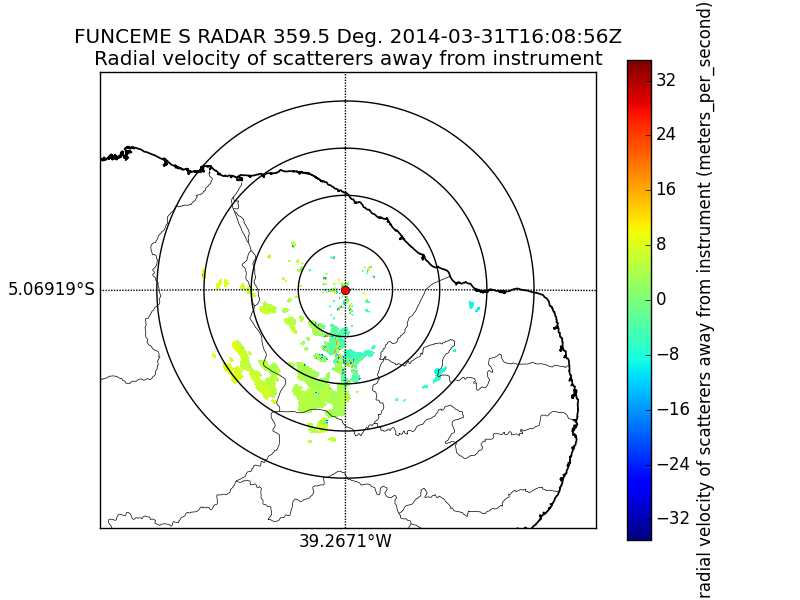 FUNCEME S RADAR 359.5 Deg. 2014-03-31T16:08:56Z
Radial velocity of scatterers away from instrument
5.06919°S
39.2671°W
32
24
16
8
0
−8
−16
−24
−32
radial velocity of scatterers away from instrument (meters_per_second)